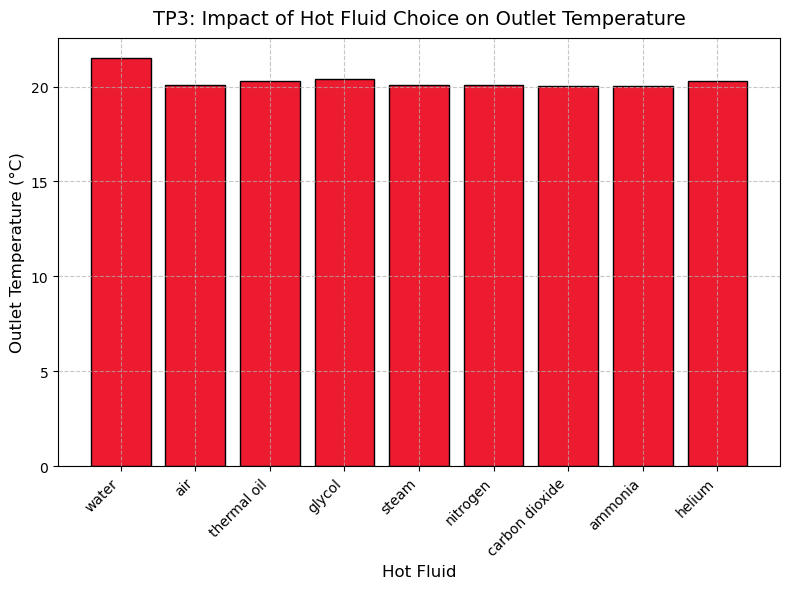 TP3: Impact of Hot Fluid Choice on Outlet Temperature
Outlet Temperature (°C)
20
15
10
5
0
water
air
thermal oil
glycol
steam
nitrogen
carbon dioxide
ammonia
helium
Hot Fluid